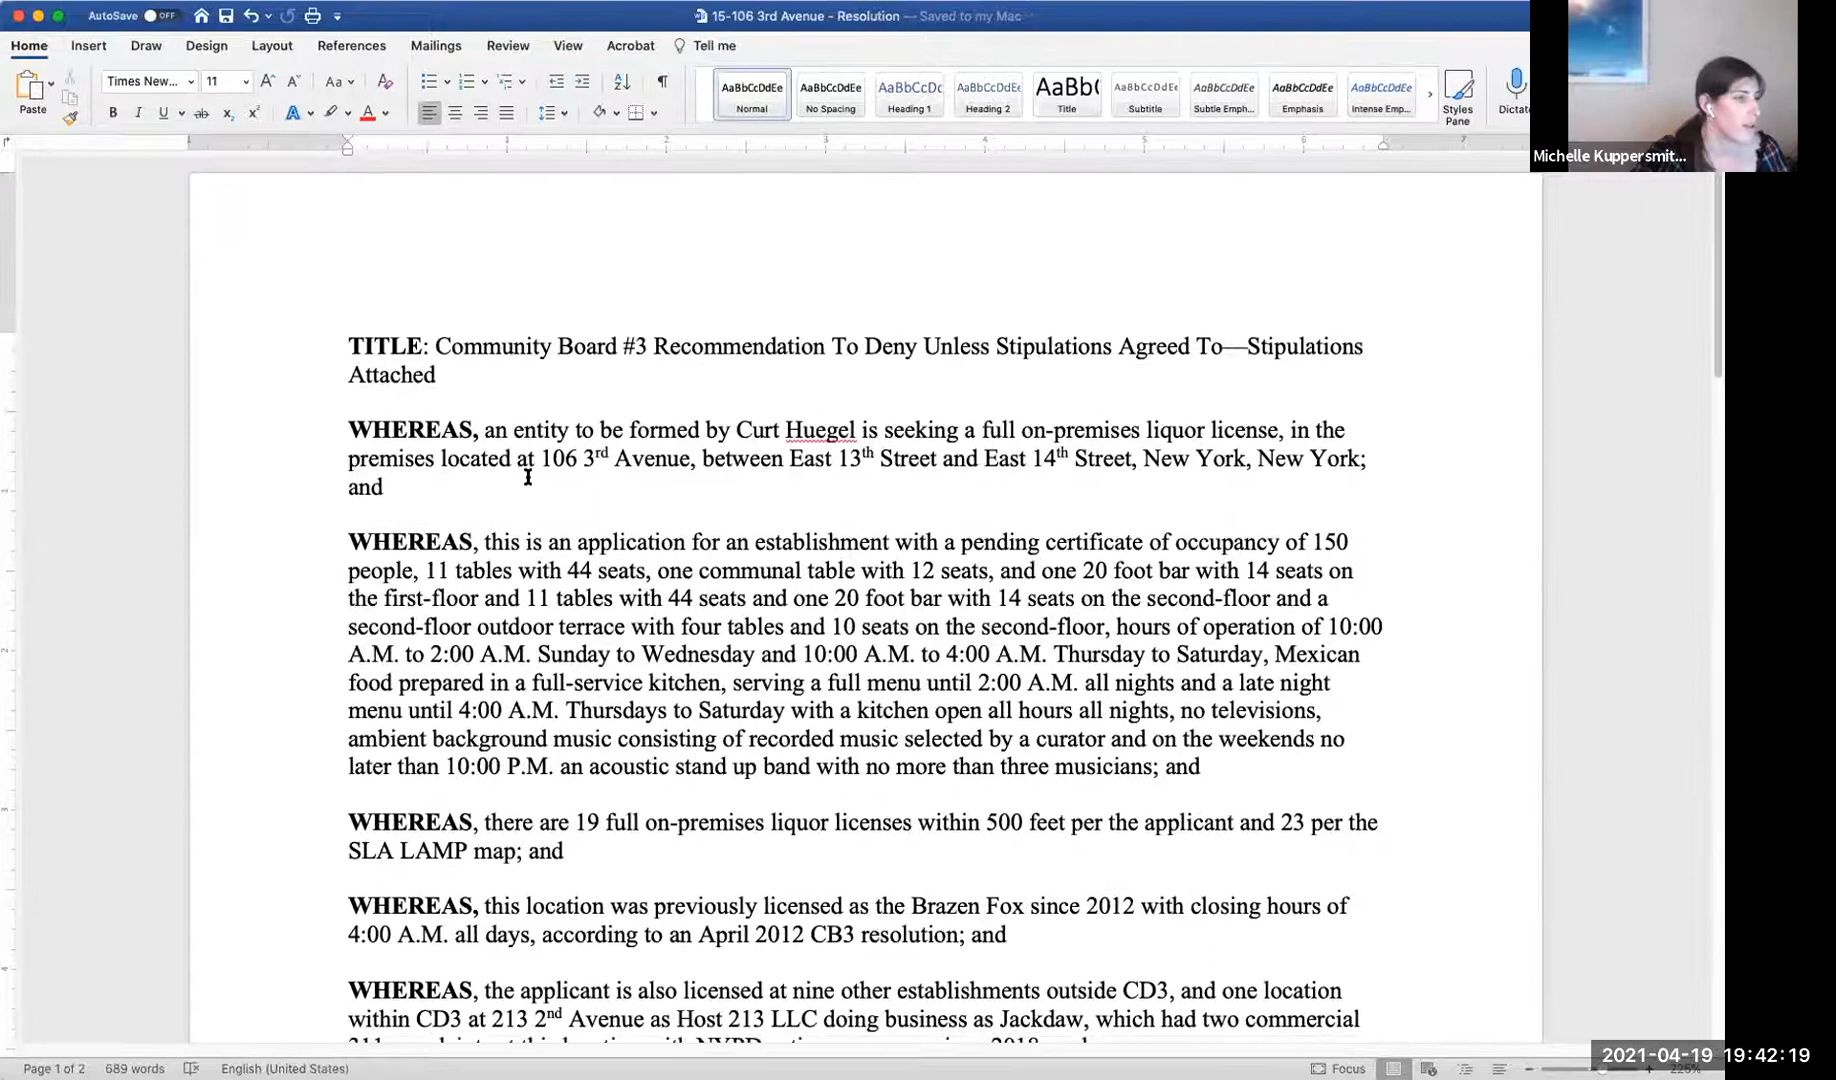 AutoSave OFF 15-106 3rd Avenue - Resolution — Saved to my Mac
Home Insert Draw Design Layout References Mailings Review View Acrobat Tell me
Paste Times New... 11 Aa
AaBbCcDdEe AaBbCcDdEe AaBbCcDc AaBbCcDdEe AaBb( AaBbCcDdEe AaBbCcDdEe AaBbCcDdEe AaBbCcDdEe
Normal No Spacing Heading 1 Heading 2 Title Subtitle Subtle Emph... Emphasis Intense Emp... Styles Pane Dictate
Michelle Kuppersmit...
TITLE: Community Board #3 Recommendation To Deny Unless Stipulations Agreed To—Stipulations
Attached
WHEREAS, an entity to be formed by Curt Huegel is seeking a full on-premises liquor license, in the
premises located at 106 3rd Avenue, between East 13th Street and East 14th Street, New York, New York;
and
WHEREAS, this is an application for an establishment with a pending certificate of occupancy of 150
people, 11 tables with 44 seats, one communal table with 12 seats, and one 20 foot bar with 14 seats on
the first-floor and 11 tables with 44 seats and one 20 foot bar with 14 seats on the second-floor and a
second-floor outdoor terrace with four tables and 10 seats on the second-floor, hours of operation of 10:00
A.M. to 2:00 A.M. Sunday to Wednesday and 10:00 A.M. to 4:00 A.M. Thursday to Saturday, Mexican
food prepared in a full-service kitchen, serving a full menu until 2:00 A.M. all nights and a late night
menu until 4:00 A.M. Thursdays to Saturday with a kitchen open all hours all nights, no televisions,
ambient background music consisting of recorded music selected by a curator and on the weekends no
later than 10:00 P.M. an acoustic stand up band with no more than three musicians; and
WHEREAS, there are 19 full on-premises liquor licenses within 500 feet per the applicant and 23 per the
SLA LAMP map; and
WHEREAS, this location was previously licensed as the Brazen Fox since 2012 with closing hours of
4:00 A.M. all days, according to an April 2012 CB3 resolution; and
WHEREAS, the applicant is also licensed at nine other establishments outside CD3, and one location
within CD3 at 213 2nd Avenue as Host 213 LLC doing business as Jackdaw, which had two commercial
Page 1 of 2 689 words English (United States) Focus
2021-04-19 19:42:19